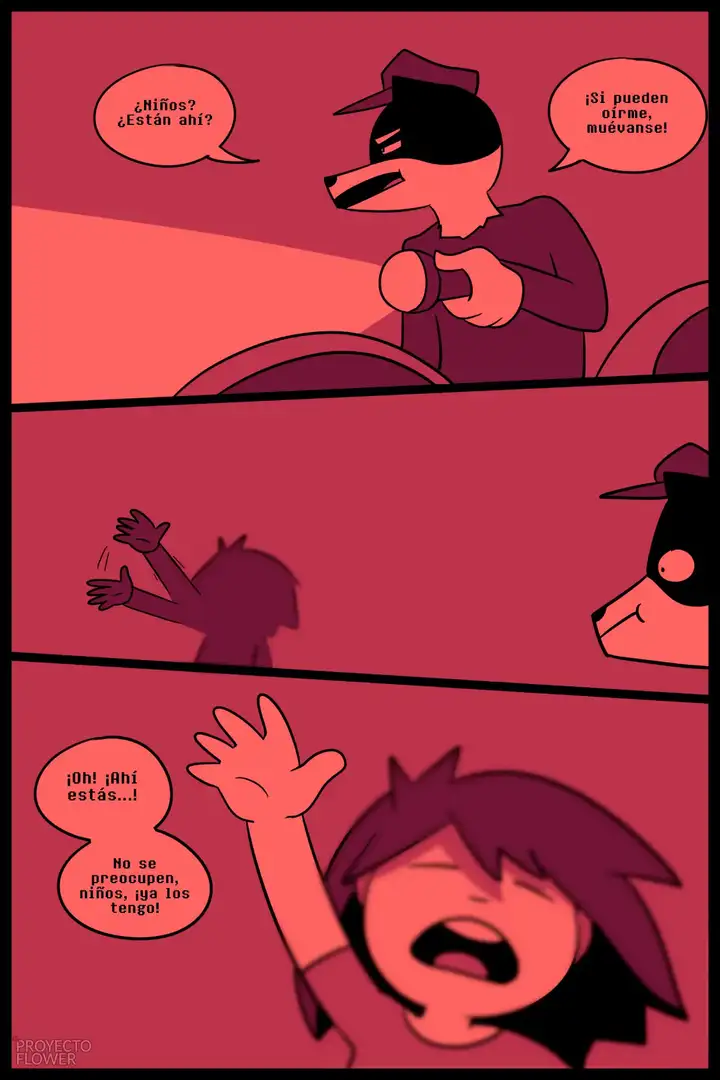 ¿Niños?
¿Están ahí?
¡Si pueden
oírme,
muévanse!
¡Oh! ¡Ahí
estás...!
No se
preocupen,
niños, ¡ya los
tengo!
PROYECTO
FLOWER